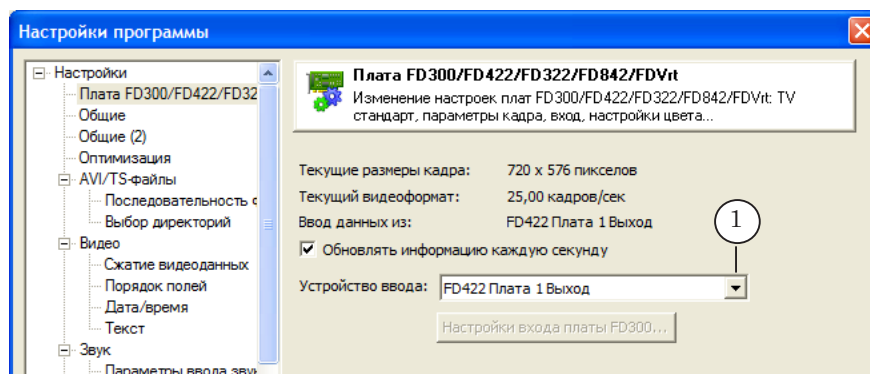 Настройки программы
Настройки
Плата FD300/FD422/FD32
Общие
Общие (2)
Оптимизация
AVI/TS-файлы
Последовательность
Выбор директорий
Видео
Сжатие видеоданных
Порядок полей
Дата/время
Текст
Звук
Параметры ввода
Плата FD300/FD422/FD322/FD842/FDVrt
Изменение настроек плат FD300/FD422/FD322/FD842/FDVrt: TV
стандарт, параметры кадра, вход, настройки цвета...
Текущие размеры кадра: 720 x 576 пикселов
Текущий видеоформат: 25,00 кадров/сек
Ввод данных из: FD422 Плата 1 Выход
1
Обновлять информацию каждую секунду
Устройство ввода: FD422 Плата 1 Выход
Настройки входа платы FD300...